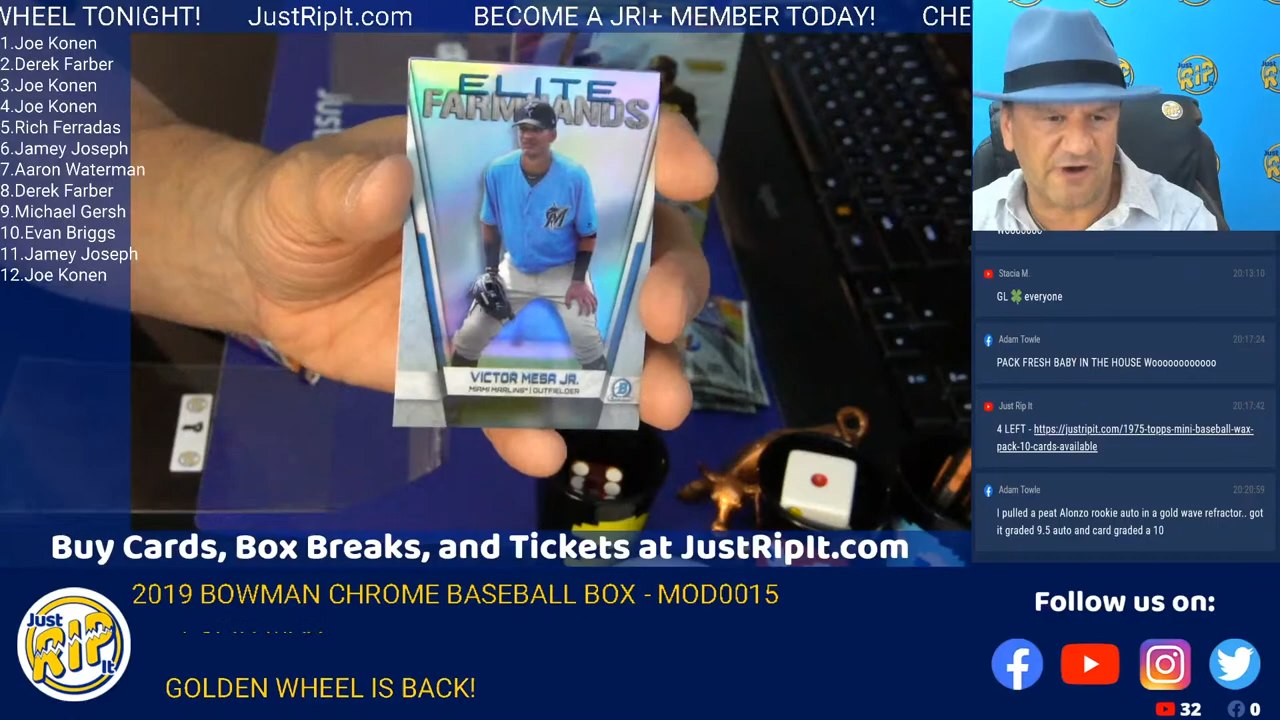 WHEEL TONIGHT! JustRipIt.com BECOME A JRI+ MEMBER TODAY! CHE
1.Joe Konen
2.Derek Farber
3.Joe Konen
4.Joe Konen
5.Rich Ferradas
6.Jamey Joseph
7.Aaron Waterman
8.Derek Farber
9.Michael Gersh
10.Evan Briggs
11.Jamey Joseph
12.Joe Konen
ELITE
FARMHANDS
VICTOR MESA JR.
MIAMI MARLINS | OUTFIELDER
B
Just
Rip
Stacia M. 20:13:10
GL 🍀 everyone
Adam Towle 20:17:24
PACK FRESH BABY IN THE HOUSE Woooooooooooo
Just Rip It 20:17:42
4 LEFT - https://justripit.com/1975-topps-mini-baseball-wax-
pack-10-cards-available
Adam Towle 20:20:59
I pulled a peat Alonzo rookie auto in a gold wave refractor.. got
it graded 9.5 auto and card graded a 10
Buy Cards, Box Breaks, and Tickets at JustRipIt.com
Just
RIP
It
2019 BOWMAN CHROME BASEBALL BOX - MOD0015
GOLDEN WHEEL IS BACK!
Follow us on:
32 0